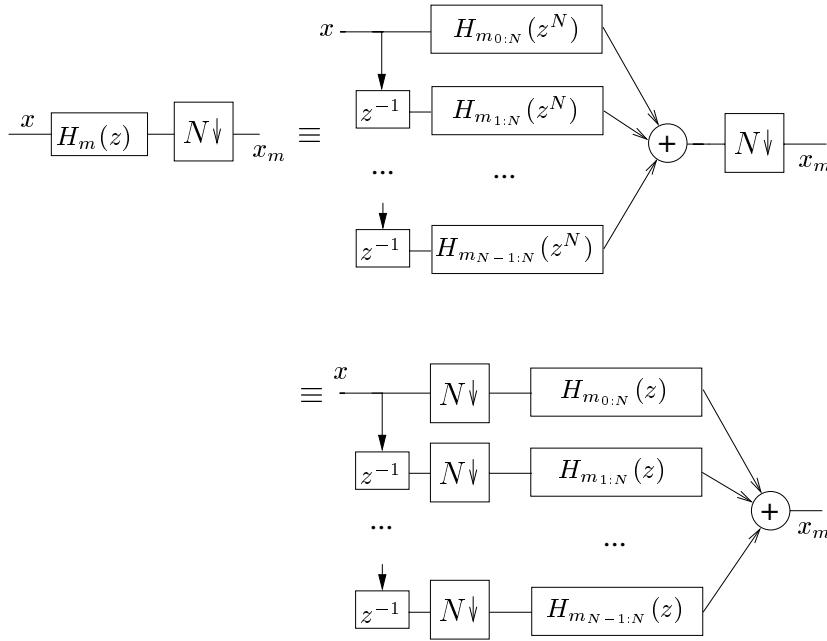 x H_{m_{0:N}}(z^N)
x H_m(z) N↓ x_m ≡ z^{-1} H_{m_{1:N}}(z^N) + N↓ x_m
... ...
z^{-1} H_{m_{N-1:N}}(z^N)
≡ x N↓ H_{m_{0:N}}(z)
z^{-1} N↓ H_{m_{1:N}}(z)
+ x_m
... ...
z^{-1} N↓ H_{m_{N-1:N}}(z)